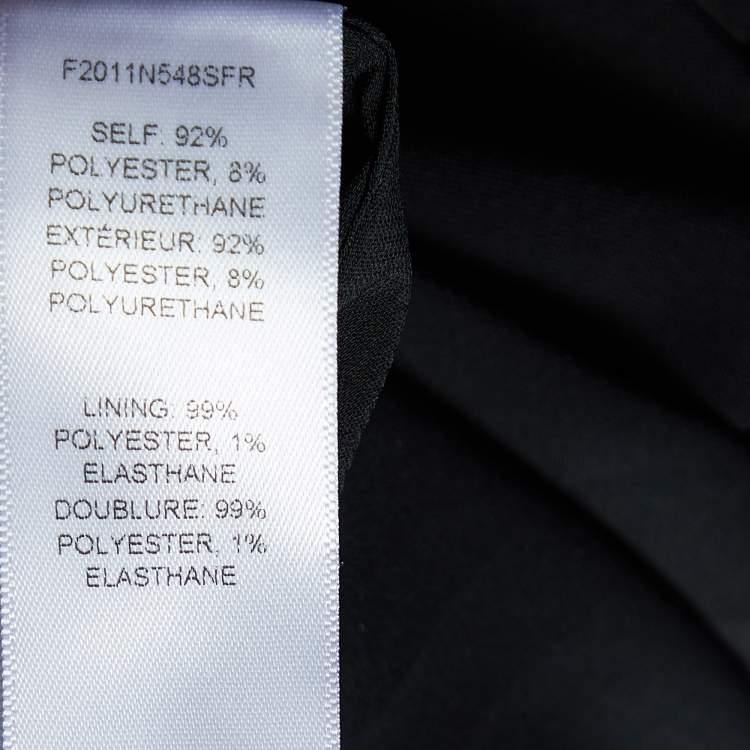 F2011N548SFR
SELF: 92%
POLYESTER, 8%
POLYURETHANE
EXTÉRIEUR: 92%
POLYESTER, 8%
POLYURETHANE
LINING: 99%
POLYESTER, 1%
ELASTHANE
DOUBLURE: 99%
POLYESTER, 1%
ELASTHANE